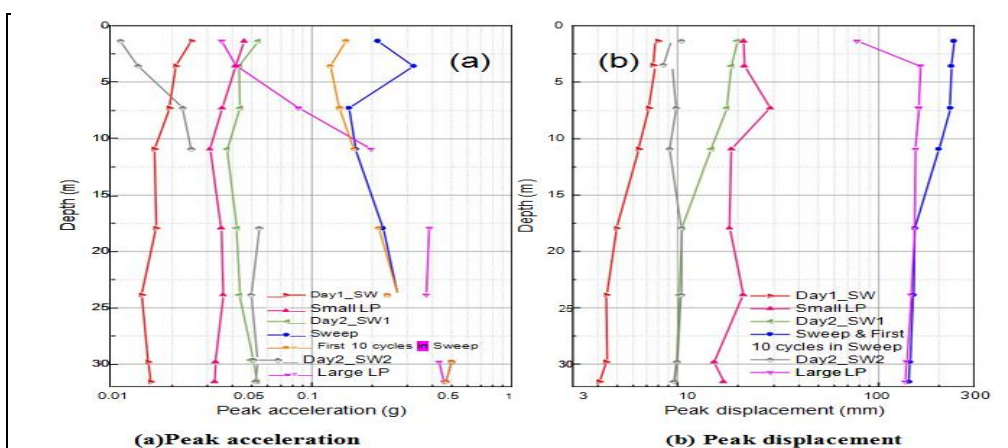 (a)
0
5
10
15
20
25
30
Depth (m)
Day1_SW
Small LP
Day2_SW1
Sweep
First 10 cycles in Sweep
Day2_SW2
Large LP
0.01 0.05 0.1 0.5 1
Peak acceleration (g)
(a)Peak acceleration
(b)
0
5
10
15
20
25
30
Depth (m)
Day1_SW
Small LP
Day2_SW1
Sweep & First
10 cycles in Sweep
Day2_SW2
Large LP
3 10 100 300
Peak displacement (mm)
(b) Peak displacement